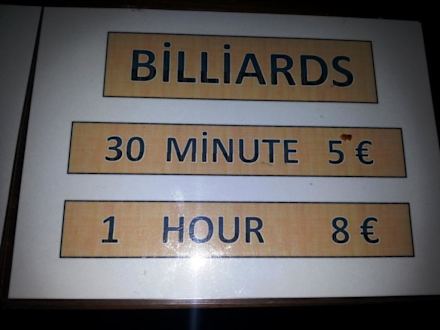 BİLLİARDS
30 MİNUTE 5 €
1 HOUR 8 €